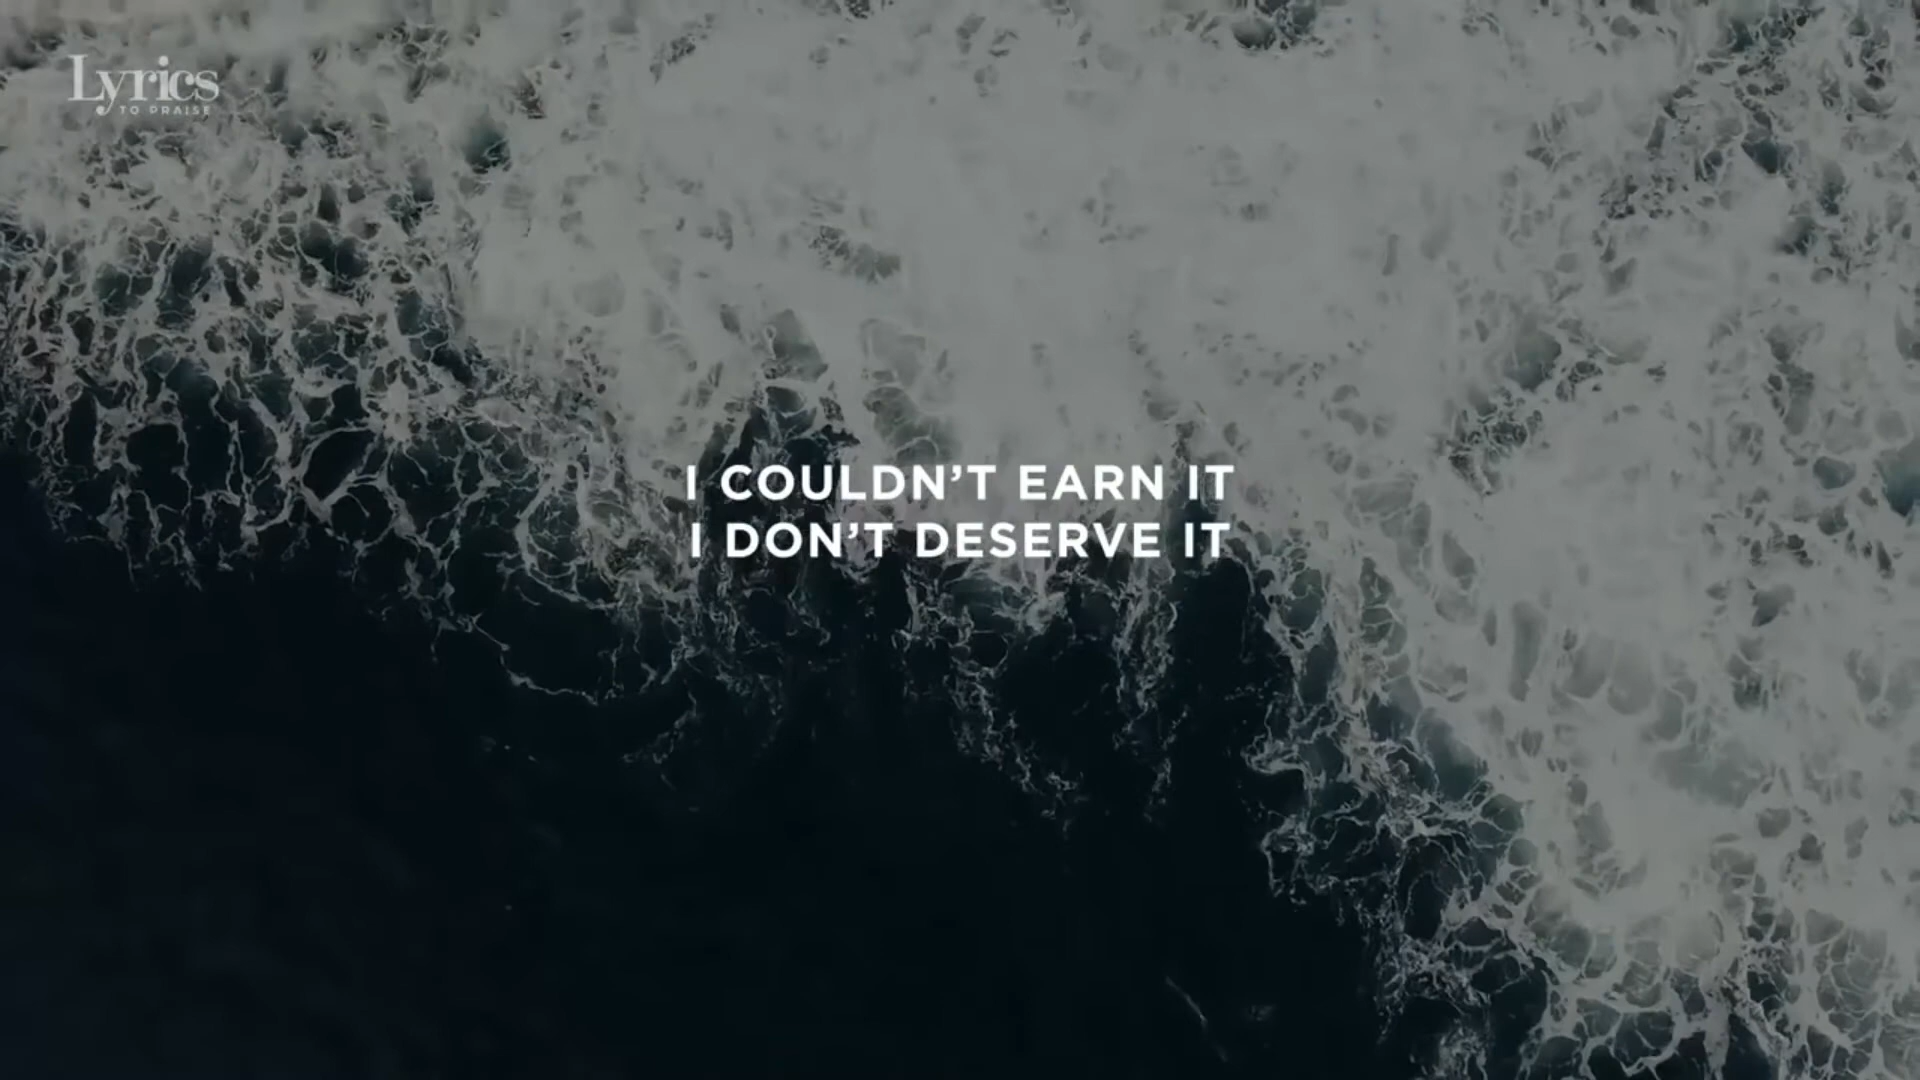 Lyrics
TO PRAISE
I COULDN’T EARN IT
I DON’T DESERVE IT